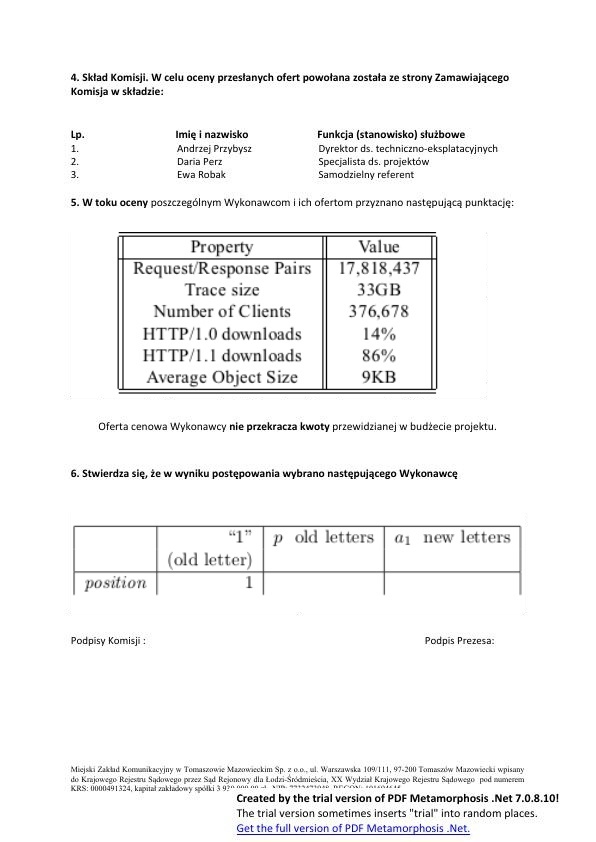 4. Skład Komisji. W celu oceny przesłanych ofert powołana została ze strony Zamawiającego
Komisja w składzie:
Lp. Imię i nazwisko Funkcja (stanowisko) służbowe
1. Andrzej Przybysz Dyrektor ds. techniczno-eksplatacyjnych
2. Daria Perz Specjalista ds. projektów
3. Ewa Robak Samodzielny referent
5. W toku oceny poszczególnym Wykonawcom i ich ofertom przyznano następującą punktację:
Property Value
Request/Response Pairs 17,818,437
Trace size 33GB
Number of Clients 376,678
HTTP/1.0 downloads 14%
HTTP/1.1 downloads 86%
Average Object Size 9KB
Oferta cenowa Wykonawcy nie przekracza kwoty przewidzianej w budżecie projektu.
6. Stwierdza się, że w wyniku postępowania wybrano następującego Wykonawcę
“1” p old letters a₁ new letters
(old letter)
position 1
Podpisy Komisji : Podpis Prezesa:
Miejski Zakład Komunikacyjny w Tomaszowie Mazowieckim Sp. z o.o., ul. Warszawska 109/111, 97-200 Tomaszów Mazowiecki wpisany
do Krajowego Rejestru Sądowego przez Sąd Rejonowy dla Łodzi-Śródmieścia, XX Wydział Krajowego Rejestru Sądowego pod numerem
KRS: 0000491324, kapitał zakładowy spółki
Created by the trial version of PDF Metamorphosis .Net 7.0.8.10!
The trial version sometimes inserts "trial" into random places.
Get the full version of PDF Metamorphosis .Net.